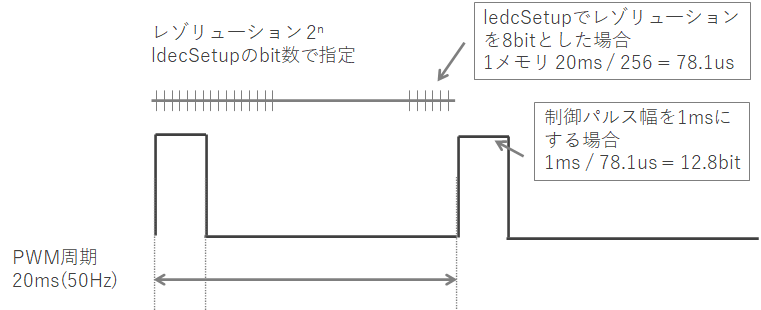 レゾリューション 2ⁿ
ldecSetupのbit数で指定
ledcSetupでレゾリューション
を8bitとした場合
1メモリ 20ms / 256 = 78.1us
制御パルス幅を1msに
する場合
1ms / 78.1us = 12.8bit
PWM周期
20ms(50Hz)